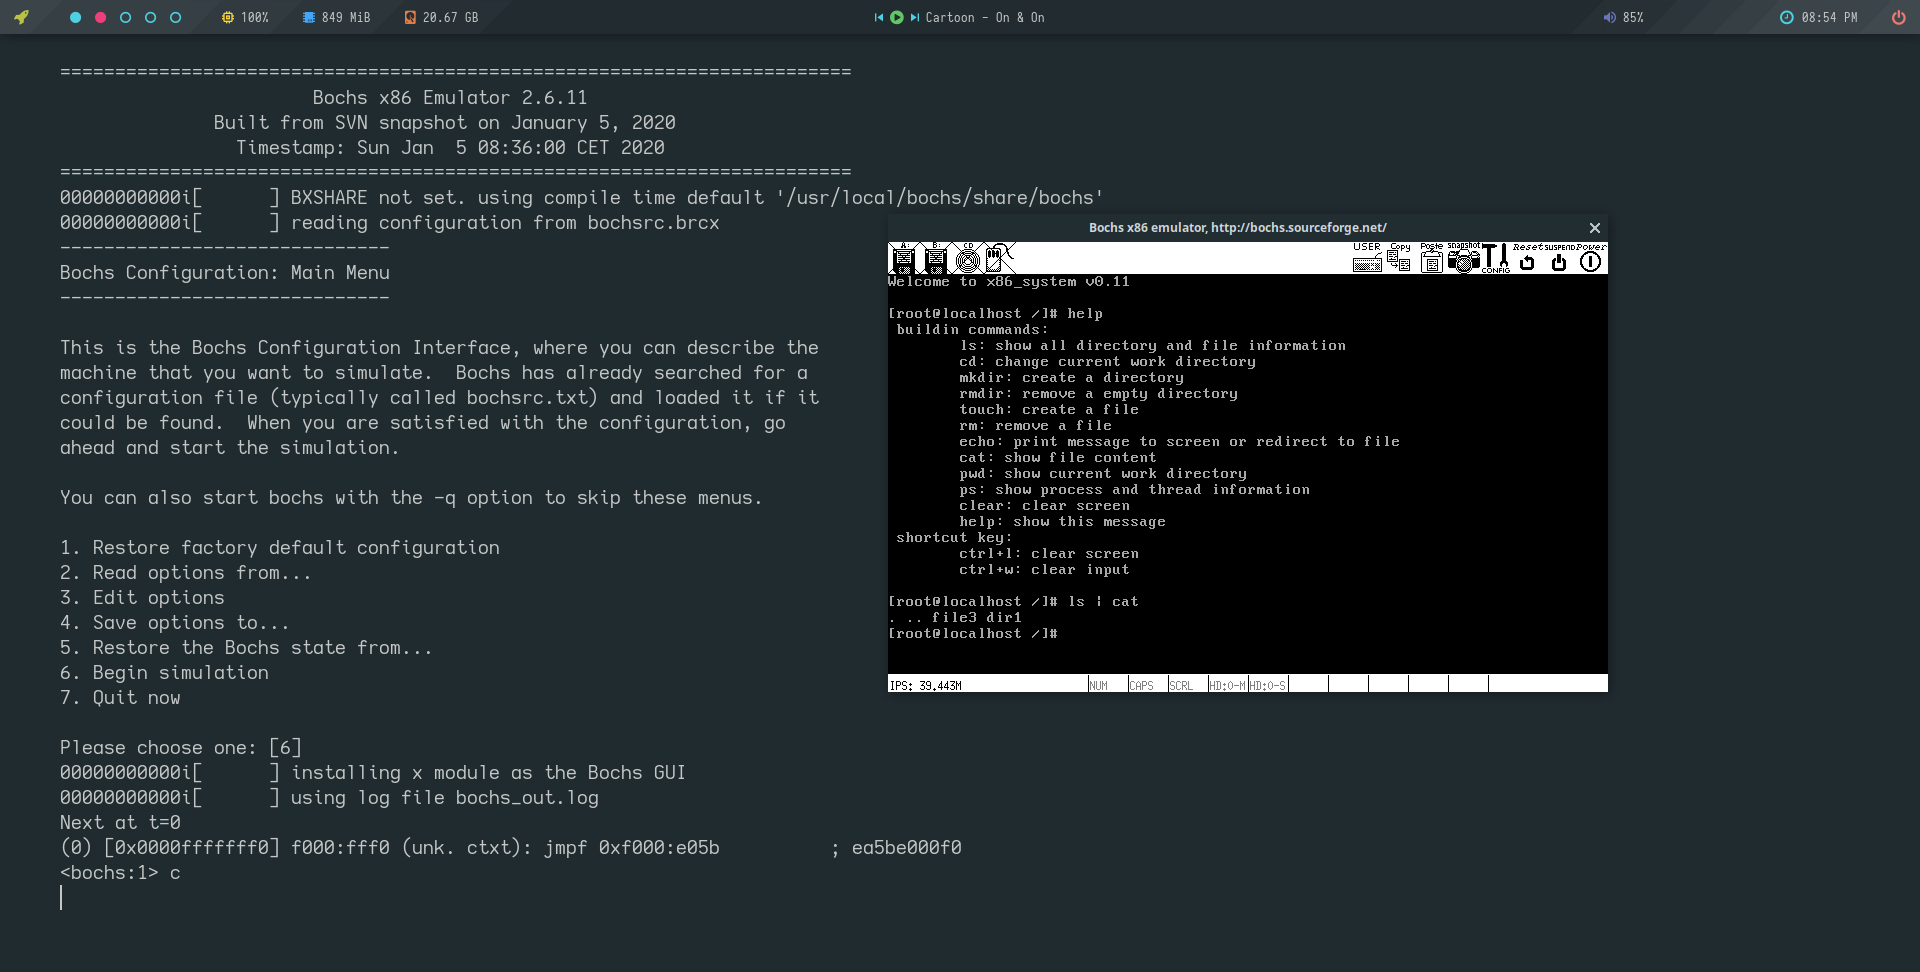 100%
849 MiB
20.67 GB
Cartoon - On & On
85%
08:54 PM
========================================================================
Bochs x86 Emulator 2.6.11
Built from SVN snapshot on January 5, 2020
Timestamp: Sun Jan  5 08:36:00 CET 2020
========================================================================
00000000000i[      ] BXSHARE not set. using compile time default '/usr/local/bochs/share/bochs'
00000000000i[      ] reading configuration from bochsrc.brcx
------------------------------
Bochs Configuration: Main Menu
------------------------------
This is the Bochs Configuration Interface, where you can describe the
machine that you want to simulate.  Bochs has already searched for a
configuration file (typically called bochsrc.txt) and loaded it if it
could be found.  When you are satisfied with the configuration, go
ahead and start the simulation.
You can also start bochs with the -q option to skip these menus.
1. Restore factory default configuration
2. Read options from...
3. Edit options
4. Save options to...
5. Restore the Bochs state from...
6. Begin simulation
7. Quit now
Please choose one: [6]
00000000000i[      ] installing x module as the Bochs GUI
00000000000i[      ] using log file bochs_out.log
Next at t=0
(0) [0x0000fffffff0] f000:fff0 (unk. ctxt): jmpf 0xf000:e05b          ; ea5be000f0
<bochs:1> c
Bochs x86 emulator, http://bochs.sourceforge.net/
A: B: CD USER Copy Paste snapshot CONFIG Reset SUSPEND Power
Welcome to x86_system v0.11
[root@localhost /]# help
buildin commands:
ls: show all directory and file information
cd: change current work directory
mkdir: create a directory
rmdir: remove a empty directory
touch: create a file
rm: remove a file
echo: print message to screen or redirect to file
cat: show file content
pwd: show current work directory
ps: show process and thread information
clear: clear screen
help: show this message
shortcut key:
ctrl+l: clear screen
ctrl+w: clear input
[root@localhost /]# ls | cat
. .. file3 dir1
[root@localhost /]#
IPS: 39.443M NUM CAPS SCRL HD:0-M HD:0-S